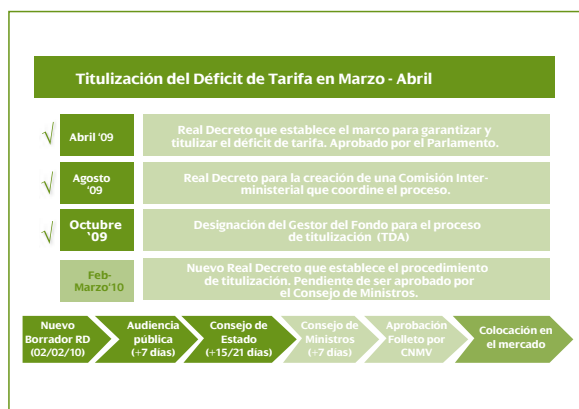 Titulización del Déficit de Tarifa en Marzo - Abril
√
Abril '09
Real Decreto que establece el marco para garantizar y
titulizar el déficit de tarifa. Aprobado por el Parlamento.
√
Agosto
'09
Real Decreto para la creación de una Comisión Inter-
ministerial que coordine el proceso.
√
Octubre
'09
Designación del Gestor del Fondo para el proceso
de titulización (TDA)
Feb-
Marzo'10
Nuevo Real Decreto que establece el procedimiento
de titulización. Pendiente de ser aprobado por
el Consejo de Ministros.
Nuevo
Borrador RD
(02/02/10)
Audiencia
pública
(+7 días)
Consejo de
Estado
(+15/21 días)
Consejo de
Ministros
(+7 días)
Aprobación
Folleto por
CNMV
Colocación en
el mercado